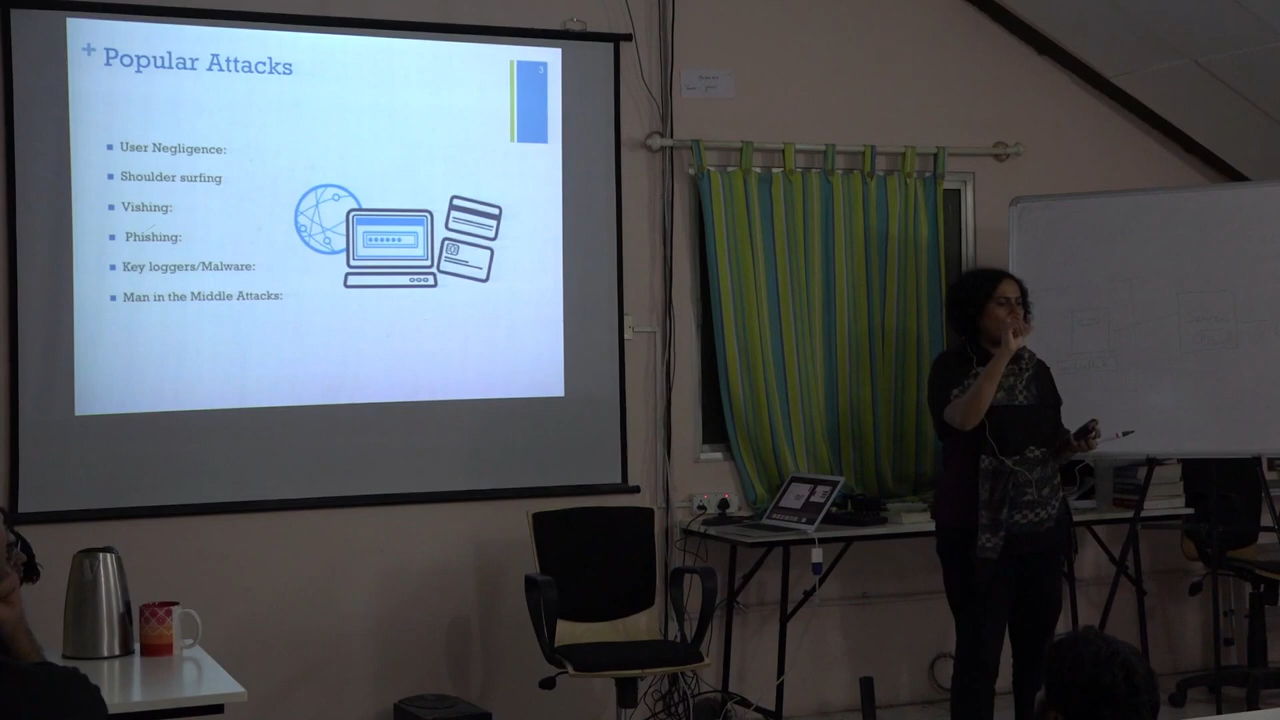 + Popular Attacks
3
User Negligence:
Shoulder surfing
Vishing:
Phishing:
Key loggers/Malware:
Man in the Middle Attacks: